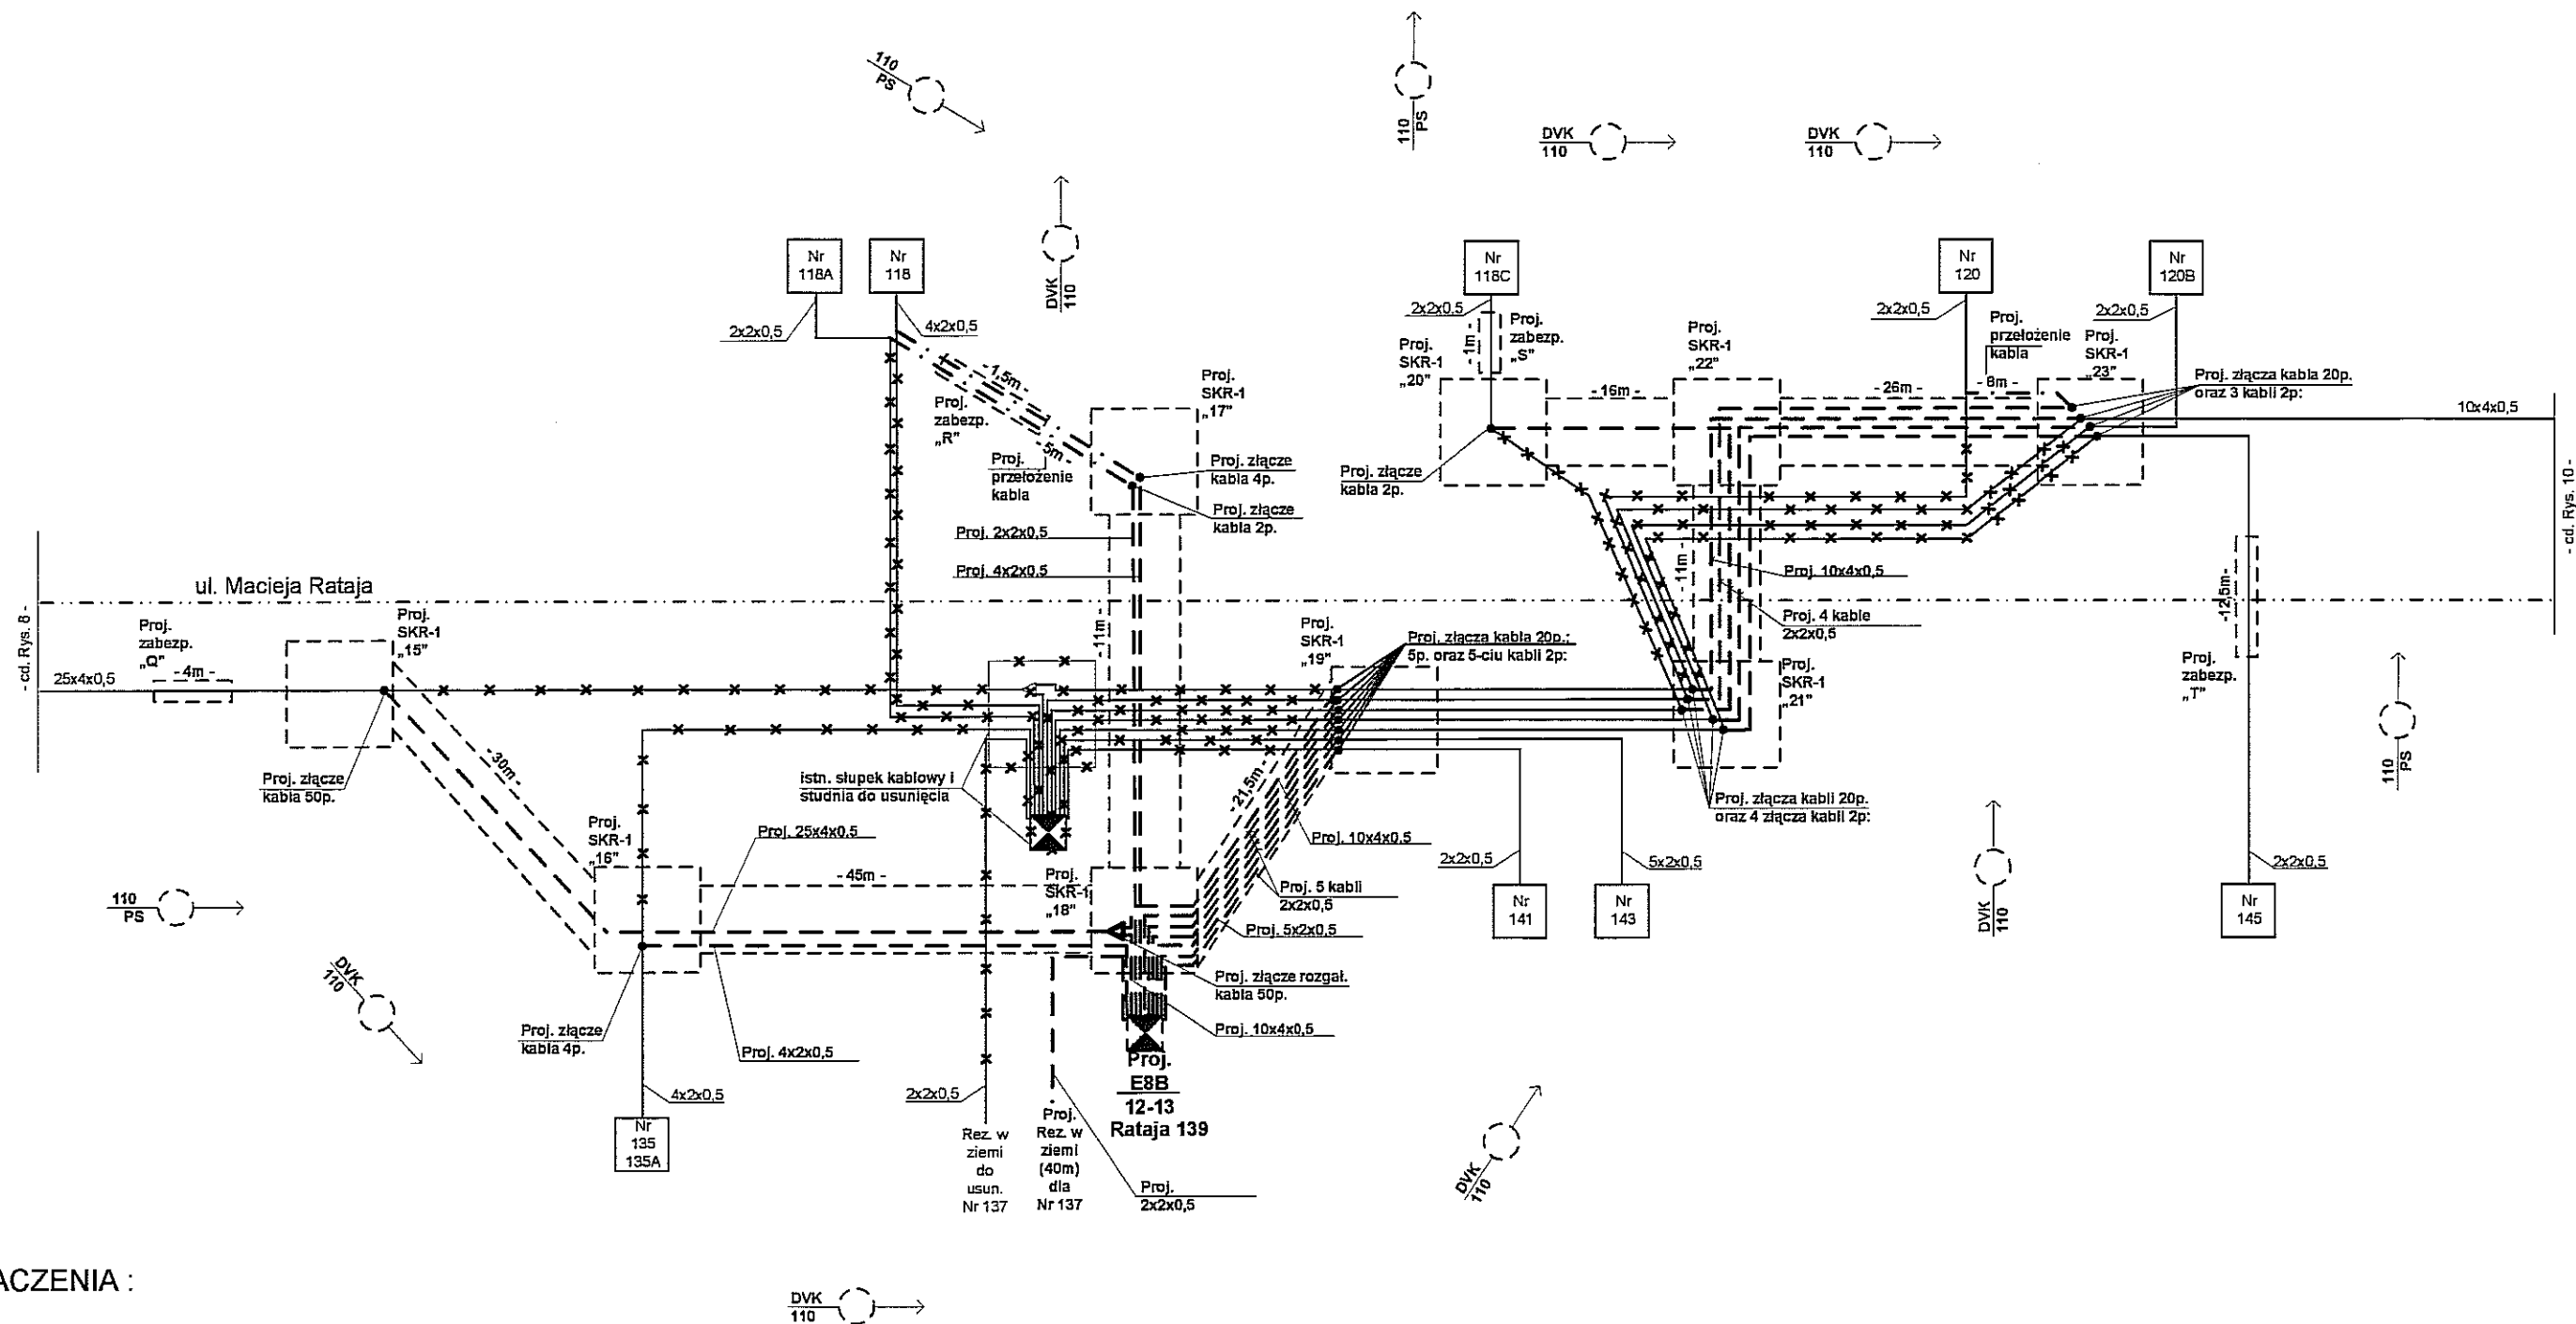 110
PS
110
PS
DVK
110
DVK
110
DVK
110
Nr
118A
Nr
118
Nr
118C
Nr
120
Nr
120B
2x2x0,5
4x2x0,5
2x2x0,5
- 1m -
Proj.
zabezp.
„S"
2x2x0,5
Proj.
przełożenie
kabla
2x2x0,5
Proj.
SKR-1
„20"
Proj.
SKR-1
„22"
Proj.
SKR-1
„23"
- 16m -
- 26m -
- 8m -
Proj. złącza kabla 20p.
oraz 3 kabli 2p:
10x4x0,5
- 1,5m -
- 5m -
Proj.
zabezp.
„R"
Proj.
przełożenie
kabla
Proj.
SKR-1
„17"
Proj. złącze
kabla 4p.
Proj. złącze
kabla 2p.
Proj. złącze
kabla 2p.
Proj. 2x2x0,5
Proj. 4x2x0,5
- 11m -
- 11m -
Proj. 10x4x0,5
Proj. 4 kable
2x2x0,5
- cd. Rys. 10 -
- cd. Rys. 8 -
ul. Macieja Rataja
Proj.
zabezp.
„Q"
- 4m -
25x4x0,5
Proj.
SKR-1
„15"
Proj.
SKR-1
„19"
Proj. złącza kabla 20p.:
5p. oraz 5-ciu kabli 2p:
Proj.
SKR-1
„21"
- 12,5m -
Proj.
zabezp.
„T"
110
PS
Proj. złącze
kabla 50p.
- 30m -
istn. słupek kablowy i
studnia do usunięcia
- 21,5m -
Proj. złącza kabli 20p.
oraz 4 złącza kabli 2p:
Proj.
SKR-1
„16"
Proj. 25x4x0,5
- 45m -
Proj.
SKR-1
„18"
Proj. 10x4x0,5
Proj. 5 kabli
2x2x0,5
Proj. 5x2x0,5
2x2x0,5
5x2x0,5
2x2x0,5
Nr
141
Nr
143
Nr
145
DVK
110
110
PS
DVK
110
Proj. złącze rozgał.
kabla 50p.
Proj. 10x4x0,5
Proj. złącze
kabla 4p.
Proj. 4x2x0,5
4x2x0,5
2x2x0,5
Nr
135
135A
Rez. w
ziemi
do
usun.
Nr 137
Proj.
Rez. w
ziemi
(40m)
dla
Nr 137
Proj.
E8B
12-13
Rataja 139
Proj.
2x2x0,5
DVK
110
ACZENIA :
DVK
110